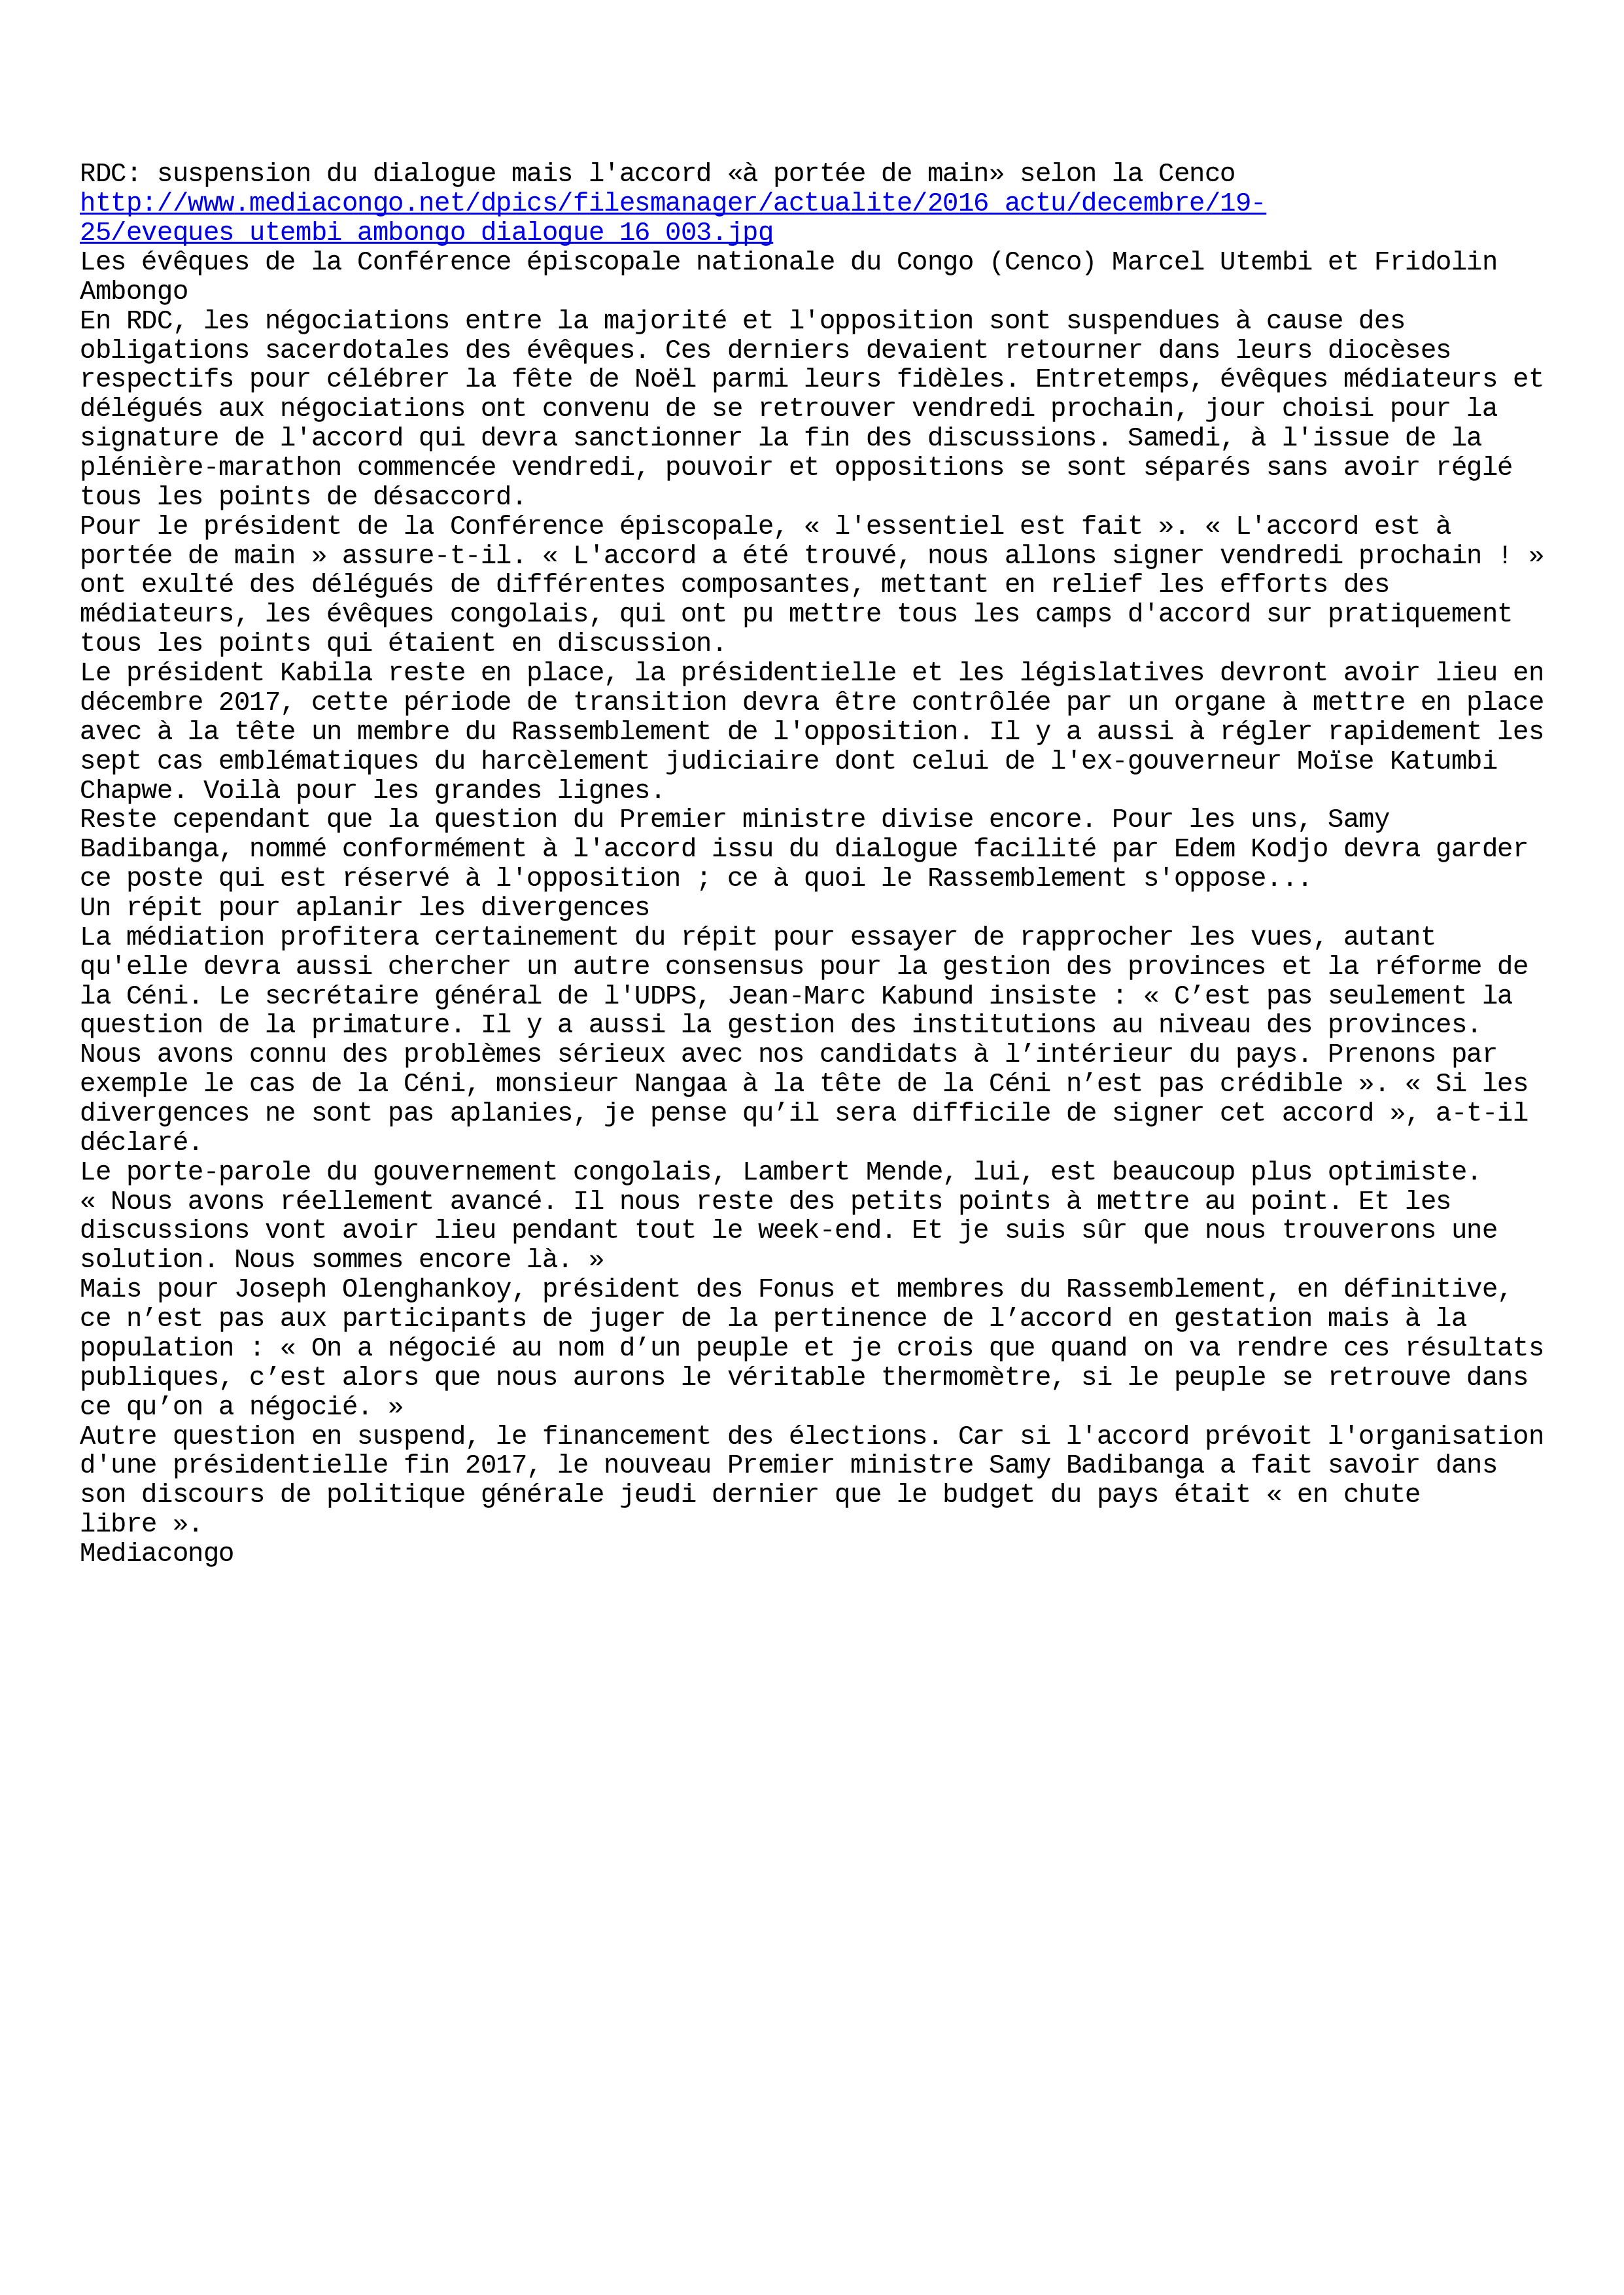 RDC: suspension du dialogue mais l'accord «à portée de main» selon la Cenco
http://www.mediacongo.net/dpics/filesmanager/actualite/2016_actu/decembre/19-
25/eveques_utembi_ambongo_dialogue_16_003.jpg
Les évêques de la Conférence épiscopale nationale du Congo (Cenco) Marcel Utembi et Fridolin
Ambongo
En RDC, les négociations entre la majorité et l'opposition sont suspendues à cause des
obligations sacerdotales des évêques. Ces derniers devaient retourner dans leurs diocèses
respectifs pour célébrer la fête de Noël parmi leurs fidèles. Entretemps, évêques médiateurs et
délégués aux négociations ont convenu de se retrouver vendredi prochain, jour choisi pour la
signature de l'accord qui devra sanctionner la fin des discussions. Samedi, à l'issue de la
plénière-marathon commencée vendredi, pouvoir et oppositions se sont séparés sans avoir réglé
tous les points de désaccord.
Pour le président de la Conférence épiscopale, « l'essentiel est fait ». « L'accord est à
portée de main » assure-t-il. « L'accord a été trouvé, nous allons signer vendredi prochain ! »
ont exulté des délégués de différentes composantes, mettant en relief les efforts des
médiateurs, les évêques congolais, qui ont pu mettre tous les camps d'accord sur pratiquement
tous les points qui étaient en discussion.
Le président Kabila reste en place, la présidentielle et les législatives devront avoir lieu en
décembre 2017, cette période de transition devra être contrôlée par un organe à mettre en place
avec à la tête un membre du Rassemblement de l'opposition. Il y a aussi à régler rapidement les
sept cas emblématiques du harcèlement judiciaire dont celui de l'ex-gouverneur Moïse Katumbi
Chapwe. Voilà pour les grandes lignes.
Reste cependant que la question du Premier ministre divise encore. Pour les uns, Samy
Badibanga, nommé conformément à l'accord issu du dialogue facilité par Edem Kodjo devra garder
ce poste qui est réservé à l'opposition ; ce à quoi le Rassemblement s'oppose...
Un répit pour aplanir les divergences
La médiation profitera certainement du répit pour essayer de rapprocher les vues, autant
qu'elle devra aussi chercher un autre consensus pour la gestion des provinces et la réforme de
la Céni. Le secrétaire général de l'UDPS, Jean-Marc Kabund insiste : « C’est pas seulement la
question de la primature. Il y a aussi la gestion des institutions au niveau des provinces.
Nous avons connu des problèmes sérieux avec nos candidats à l’intérieur du pays. Prenons par
exemple le cas de la Céni, monsieur Nangaa à la tête de la Céni n’est pas crédible ». « Si les
divergences ne sont pas aplanies, je pense qu’il sera difficile de signer cet accord », a-t-il
déclaré.
Le porte-parole du gouvernement congolais, Lambert Mende, lui, est beaucoup plus optimiste.
« Nous avons réellement avancé. Il nous reste des petits points à mettre au point. Et les
discussions vont avoir lieu pendant tout le week-end. Et je suis sûr que nous trouverons une
solution. Nous sommes encore là. »
Mais pour Joseph Olenghankoy, président des Fonus et membres du Rassemblement, en définitive,
ce n’est pas aux participants de juger de la pertinence de l’accord en gestation mais à la
population : « On a négocié au nom d’un peuple et je crois que quand on va rendre ces résultats
publiques, c’est alors que nous aurons le véritable thermomètre, si le peuple se retrouve dans
ce qu’on a négocié. »
Autre question en suspend, le financement des élections. Car si l'accord prévoit l'organisation
d'une présidentielle fin 2017, le nouveau Premier ministre Samy Badibanga a fait savoir dans
son discours de politique générale jeudi dernier que le budget du pays était « en chute
libre ».
Mediacongo